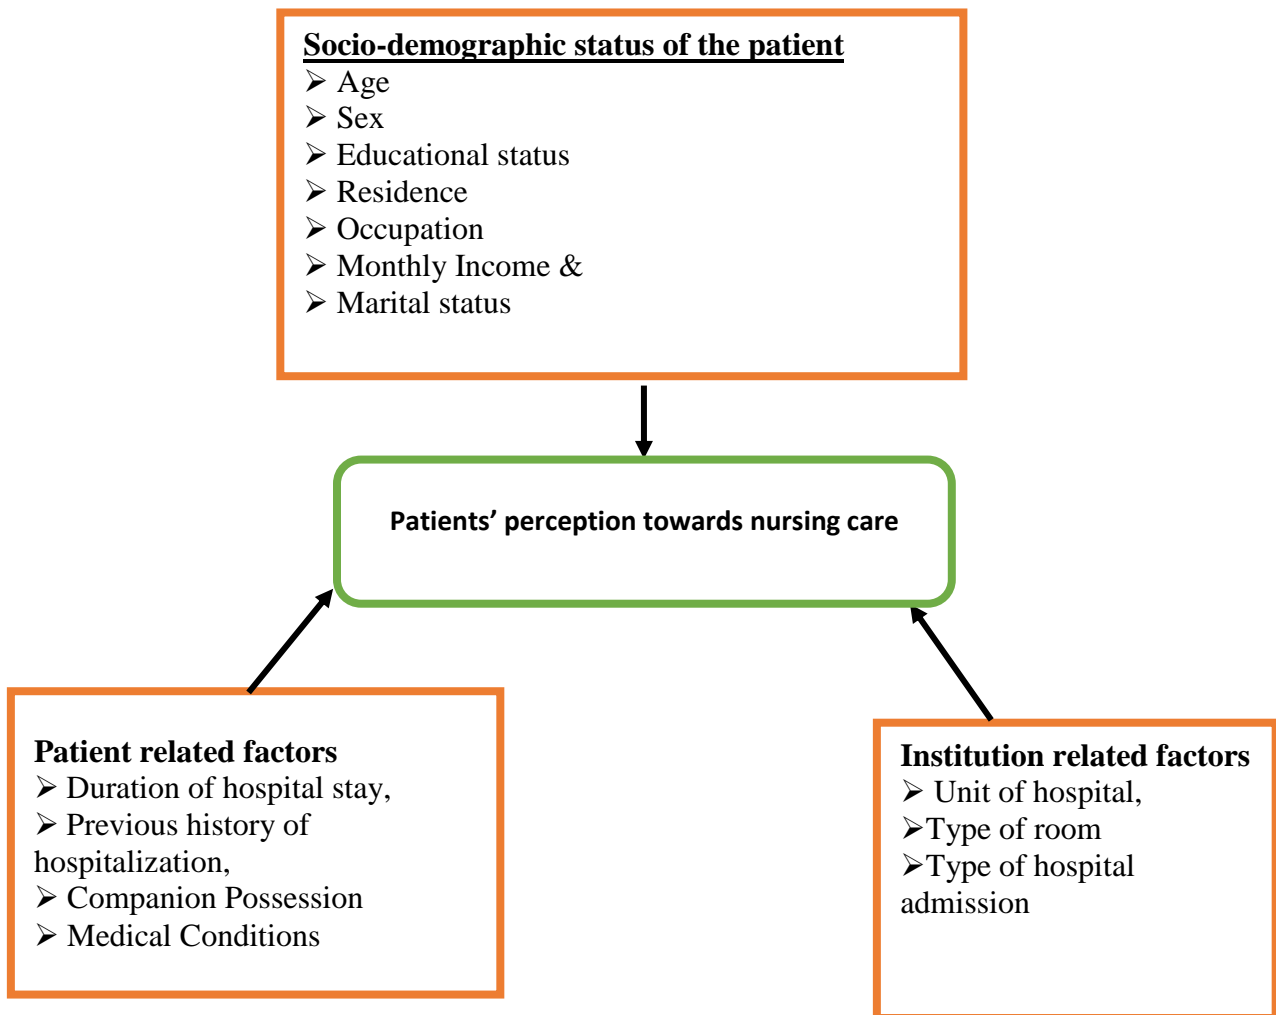 Socio-demographic status of the patient
➢ Age
➢ Sex
➢ Educational status
➢ Residence
➢ Occupation
➢ Monthly Income &
➢ Marital status
Patients’ perception towards nursing care
Patient related factors
➢ Duration of hospital stay,
➢ Previous history of
hospitalization,
➢ Companion Possession
➢ Medical Conditions
Institution related factors
➢ Unit of hospital,
➢Type of room
➢Type of hospital
admission